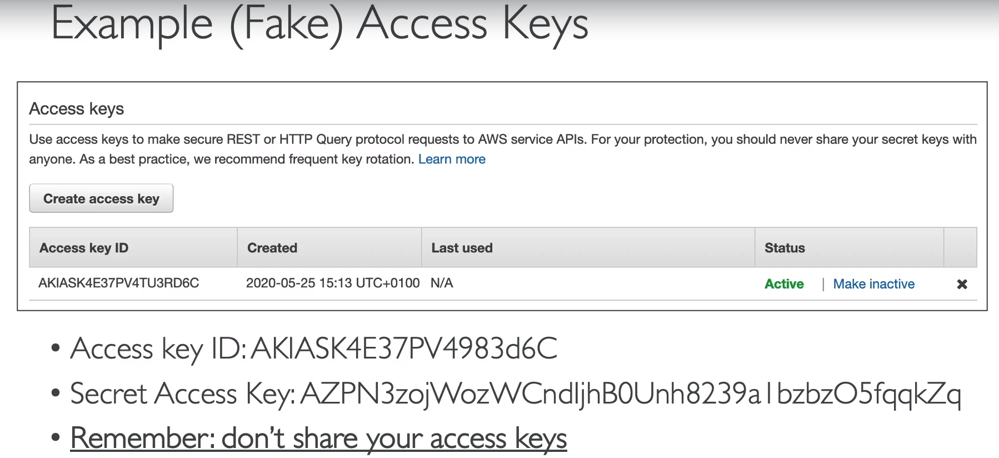 Example (Fake) Access Keys
Access keys
Use access keys to make secure REST or HTTP Query protocol requests to AWS service APIs. For your protection, you should never share your secret keys with
anyone. As a best practice, we recommend frequent key rotation. Learn more
Create access key
Access key ID Created Last used Status
AKIASK4E37PV4TU3RD6C 2020-05-25 15:13 UTC+0100 N/A Active | Make inactive ✖
• Access key ID: AKIASK4E37PV4983d6C
• Secret Access Key: AZPN3zojWozWCndIjhB0Unh8239a1bzbzO5fqqkZq
• Remember: don’t share your access keys